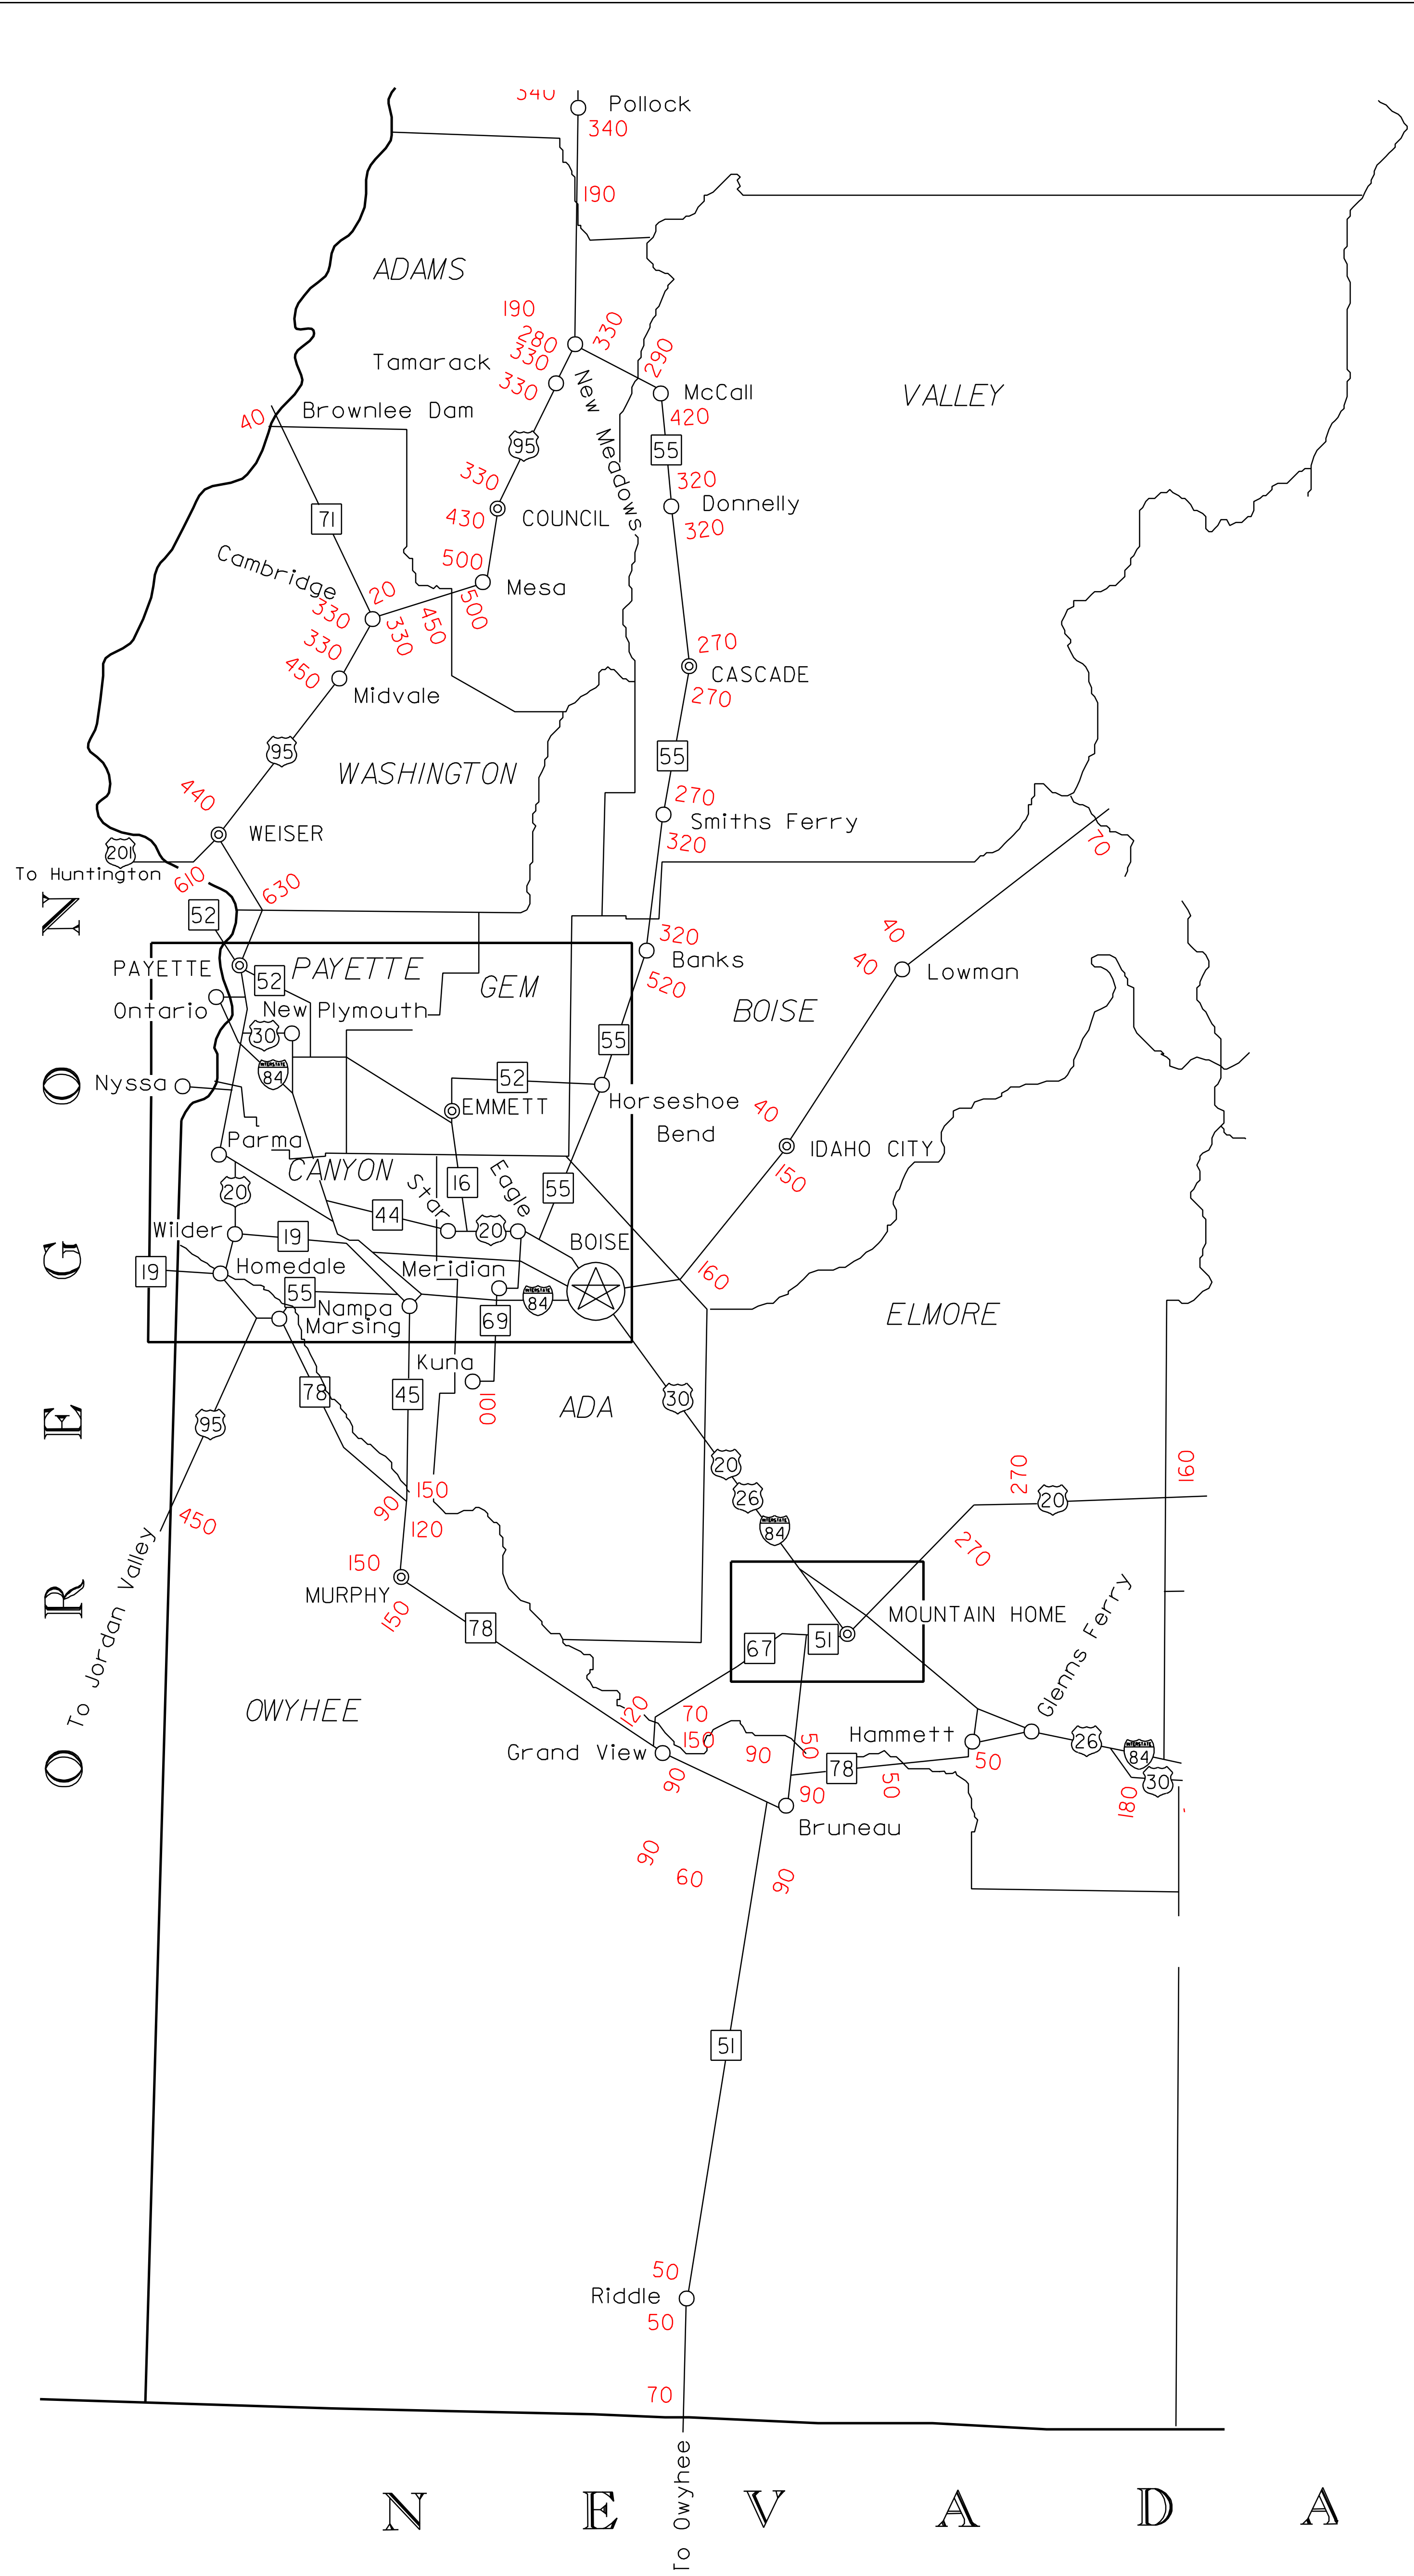 340
Pollock
340
190
ADAMS
190
280
330
330
290
Tamarack
330
New Meadows
McCall
VALLEY
40
Brownlee Dam
420
95
55
330
320
Donnelly
71
430
COUNCIL
320
Cambridge
500
Mesa
20
330
330
450
500
330
270
450
CASCADE
Midvale
270
95
55
WASHINGTON
440
270
Smiths Ferry
WEISER
320
201
70
To Huntington
610
630
52
320
40
Banks
40
Lowman
PAYETTE
52
PAYETTE
GEM
520
Ontario
New Plymouth
BOISE
30
55
INTERSTATE
84
52
Nyssa
EMMETT
Horseshoe
Bend
40
Parma
IDAHO CITY
CANYON
150
Star
16
Eagle
55
20
44
Wilder
19
20
BOISE
19
Homedale
Meridian
160
55
INTERSTATE
84
Nampa
Marsing
69
ELMORE
Kuna
78
45
100
ADA
30
95
20
270
160
150
26
20
90
450
120
INTERSTATE
84
270
150
MURPHY
150
78
MOUNTAIN HOME
67
51
Glenns Ferry
To Jordan Valley
OWYHEE
120
70
150
Hammett
26
Grand View
90
50
50
INTERSTATE
84
78
90
50
90
180
30
Bruneau
90
60
90
51
50
Riddle
50
70
To Owyhee
OREGON
NEVADA